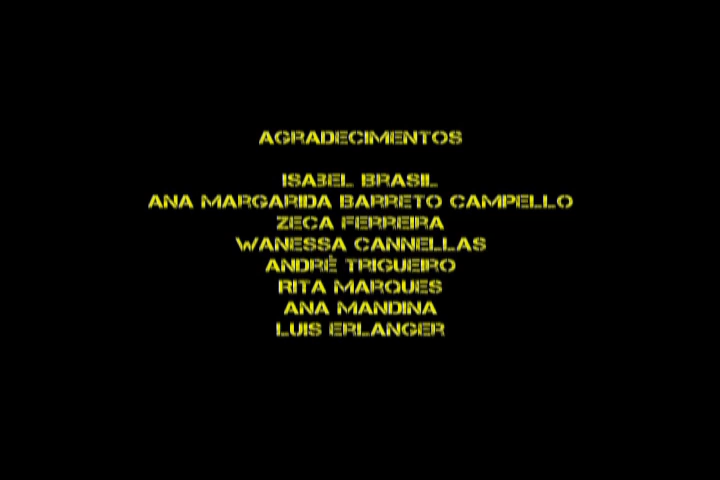 AGRADECIMENTOS
ISABEL BRASIL
ANA MARGARIDA BARRETO CAMPELLO
ZECA FERREIRA
WANESSA CANNELLAS
ANDRÉ TRIGUEIRO
RITA MARQUES
ANA MANDINA
LUIS ERLANGER